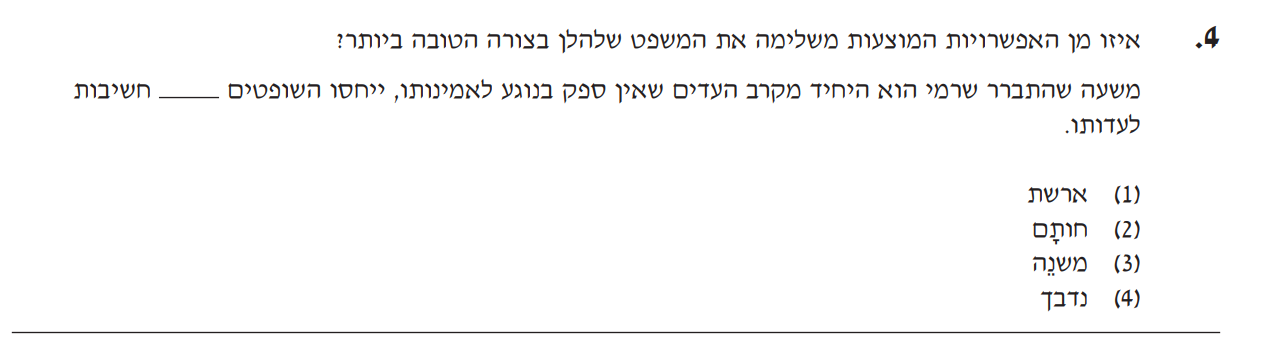 4. איזו מן האפשרויות המוצעות משלימה את המשפט שלהלן בצורה הטובה ביותר?
משעה שהתברר שרמי הוא היחיד מקרב העדים שאין ספק בנוגע לאמינותו, ייחסו השופטים _____ חשיבות
לעדותו.
(1) ארשת
(2) חותָם
(3) משנֵה
(4) נדבך